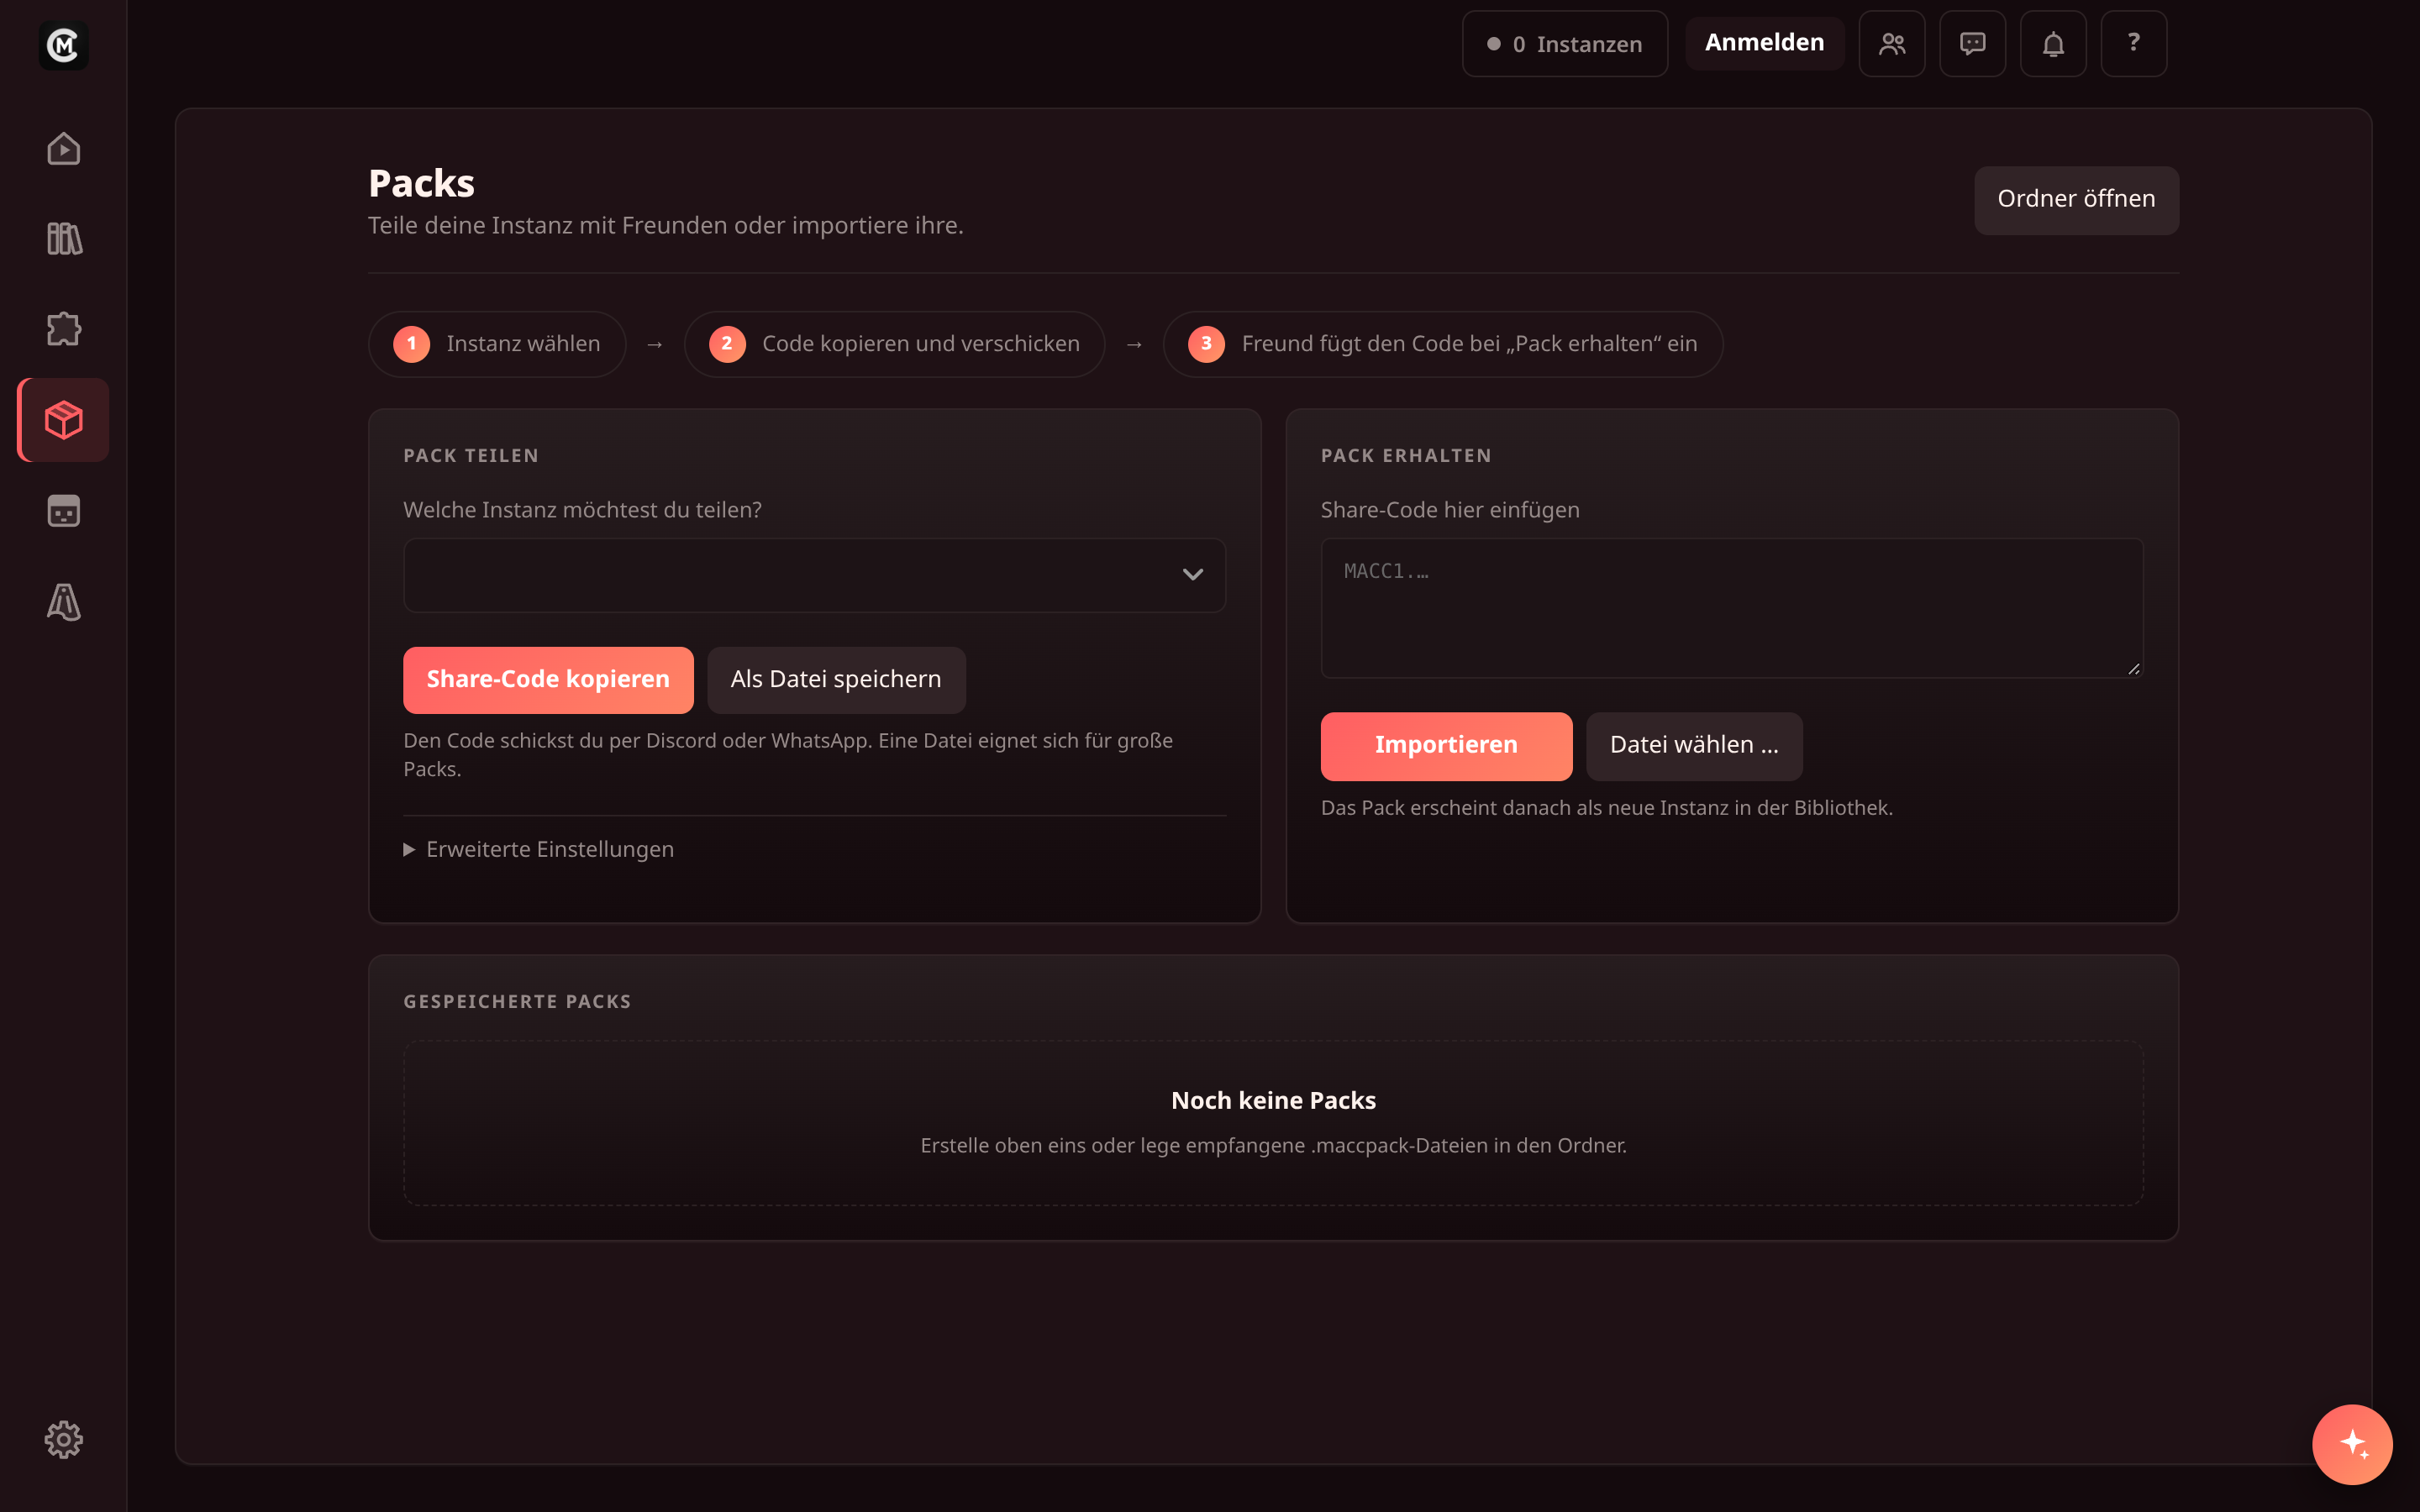 0 Instanzen
Anmelden
?
Packs
Teile deine Instanz mit Freunden oder importiere ihre.
Ordner öffnen
1 Instanz wählen → 2 Code kopieren und verschicken → 3 Freund fügt den Code bei „Pack erhalten“ ein
PACK TEILEN
Welche Instanz möchtest du teilen?
Share-Code kopieren
Als Datei speichern
Den Code schickst du per Discord oder WhatsApp. Eine Datei eignet sich für große
Packs.
Erweiterte Einstellungen
PACK ERHALTEN
Share-Code hier einfügen
MACC1.…
Importieren
Datei wählen …
Das Pack erscheint danach als neue Instanz in der Bibliothek.
GESPEICHERTE PACKS
Noch keine Packs
Erstelle oben eins oder lege empfangene .maccpack-Dateien in den Ordner.